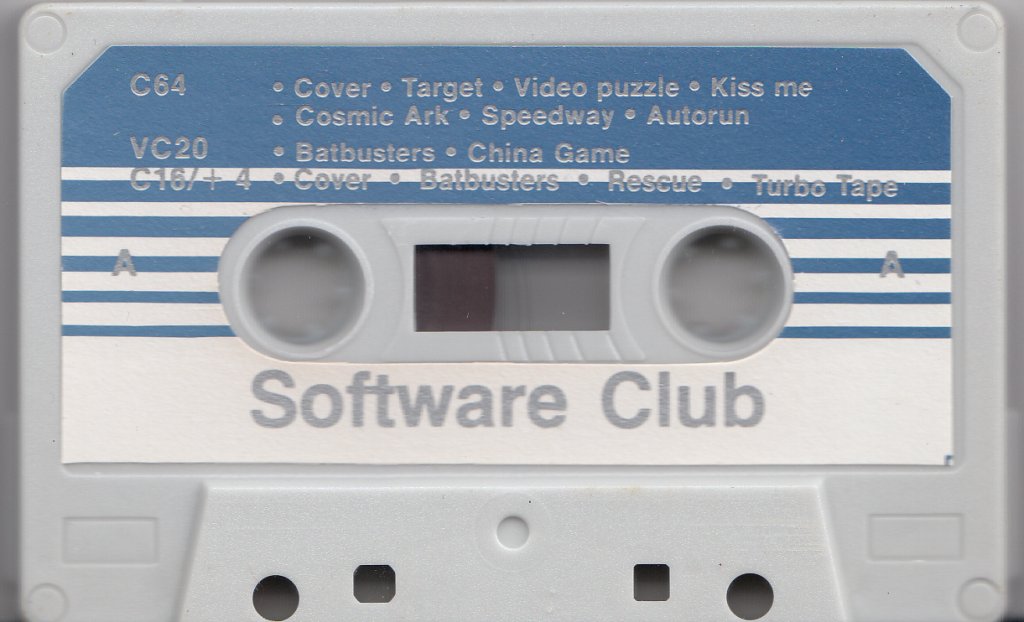 C64 • Cover • Target • Video puzzle • Kiss me
• Cosmic Ark • Speedway • Autorun
VC20 • Batbusters • China Game
C16/+ 4 • Cover • Batbusters • Rescue • Turbo Tape
A A
Software Club